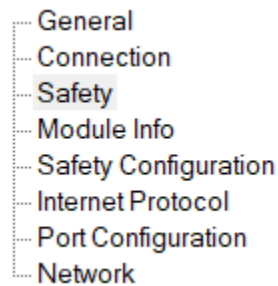 General
Connection
Safety
Module Info
Safety Configuration
Internet Protocol
Port Configuration
Network